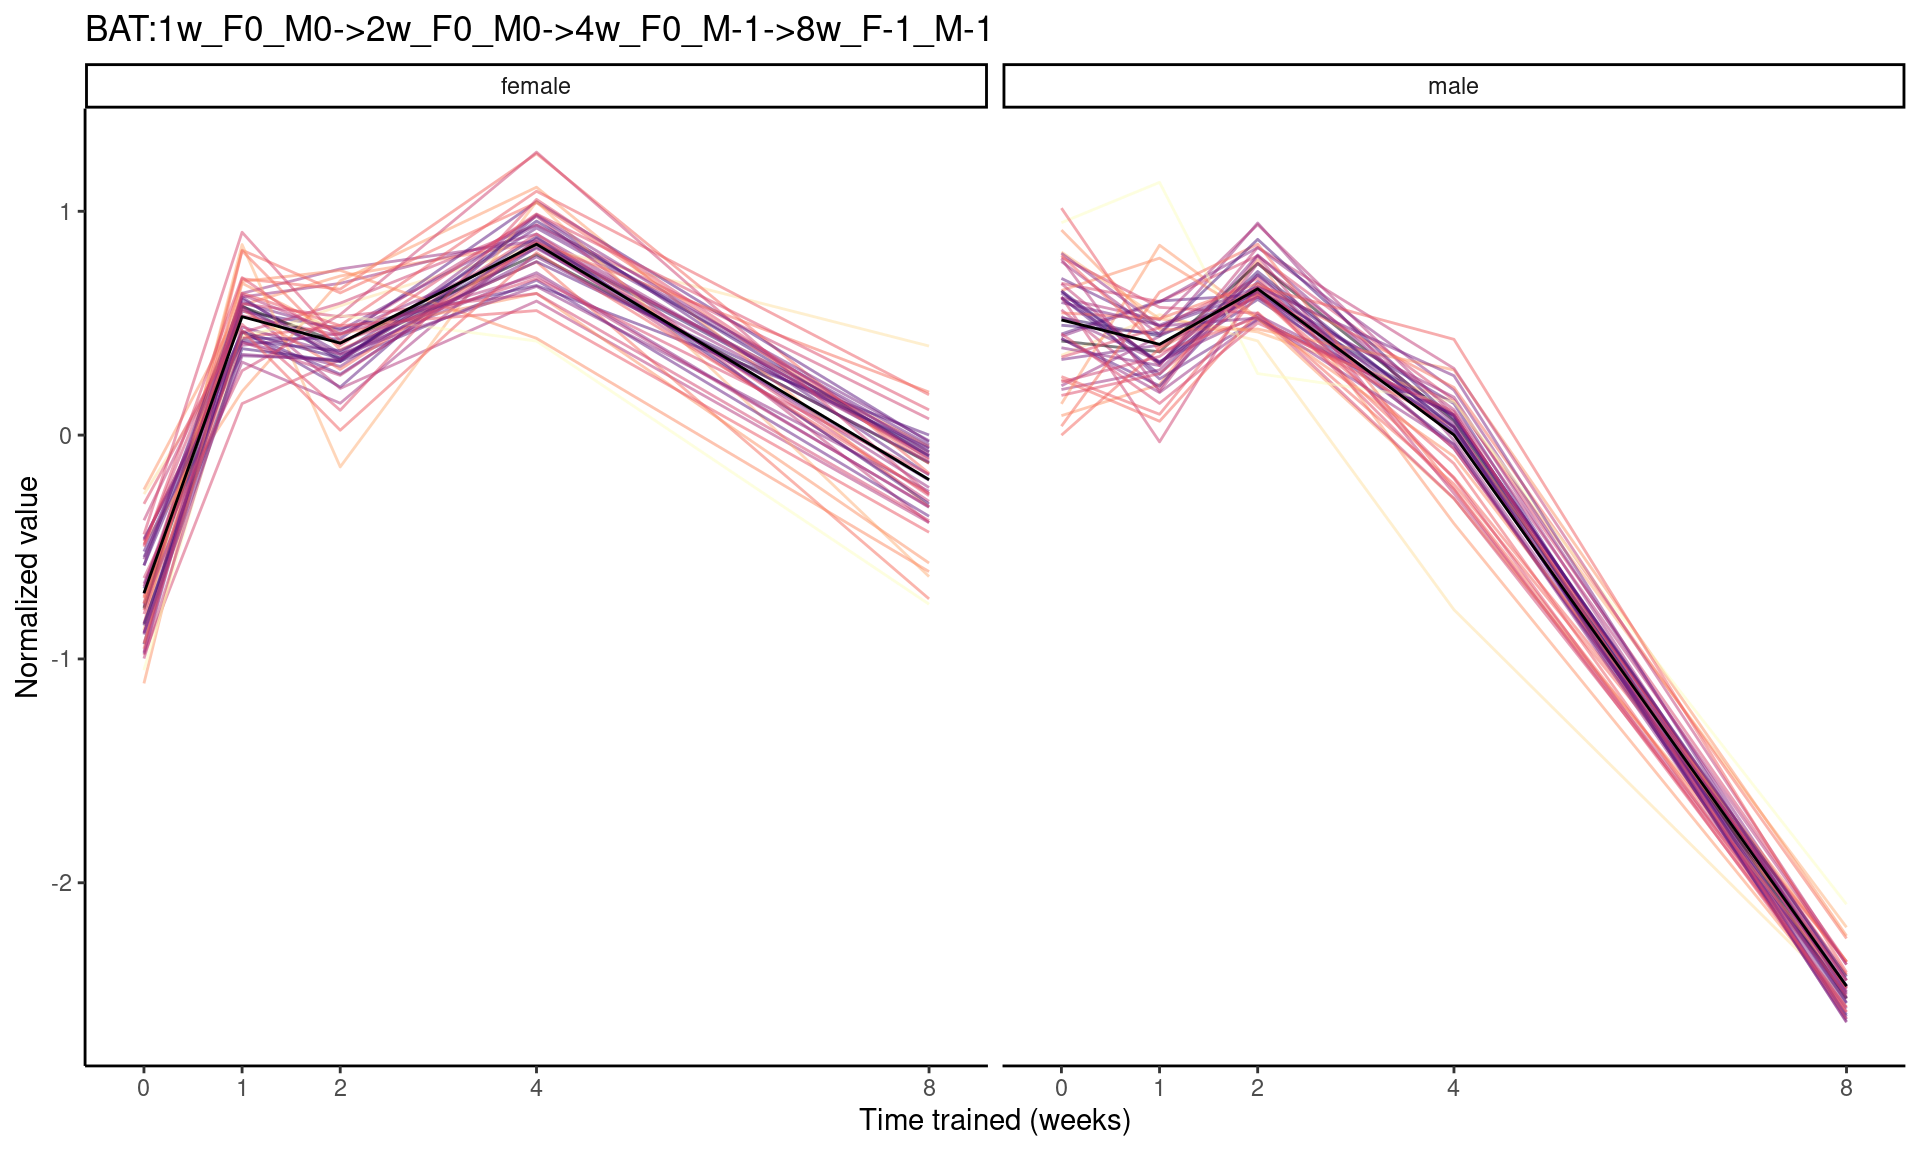 BAT:1w_F0_M0->2w_F0_M0->4w_F0_M-1->8w_F-1_M-1
female
male
Normalized value
1
0
-1
-2
0 1 2 4 8
0 1 2 4 8
Time trained (weeks)